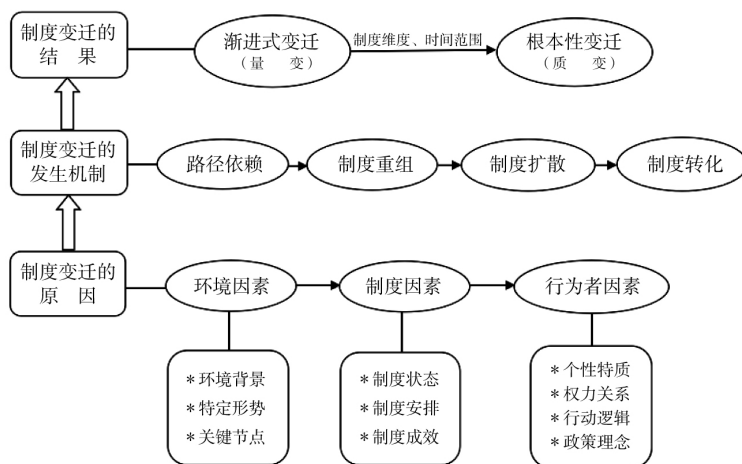 制度变迁的
结 果
渐进式变迁
（量 变）
制度维度、时间范围
根本性变迁
（质 变）
制度变迁的
发生机制
路径依赖
制度重组
制度扩散
制度转化
制度变迁的
原 因
环境因素
制度因素
行为者因素
*环境背景
*特定形势
*关键节点
*制度状态
*制度安排
*制度成效
*个性特质
*权力关系
*行动逻辑
*政策理念